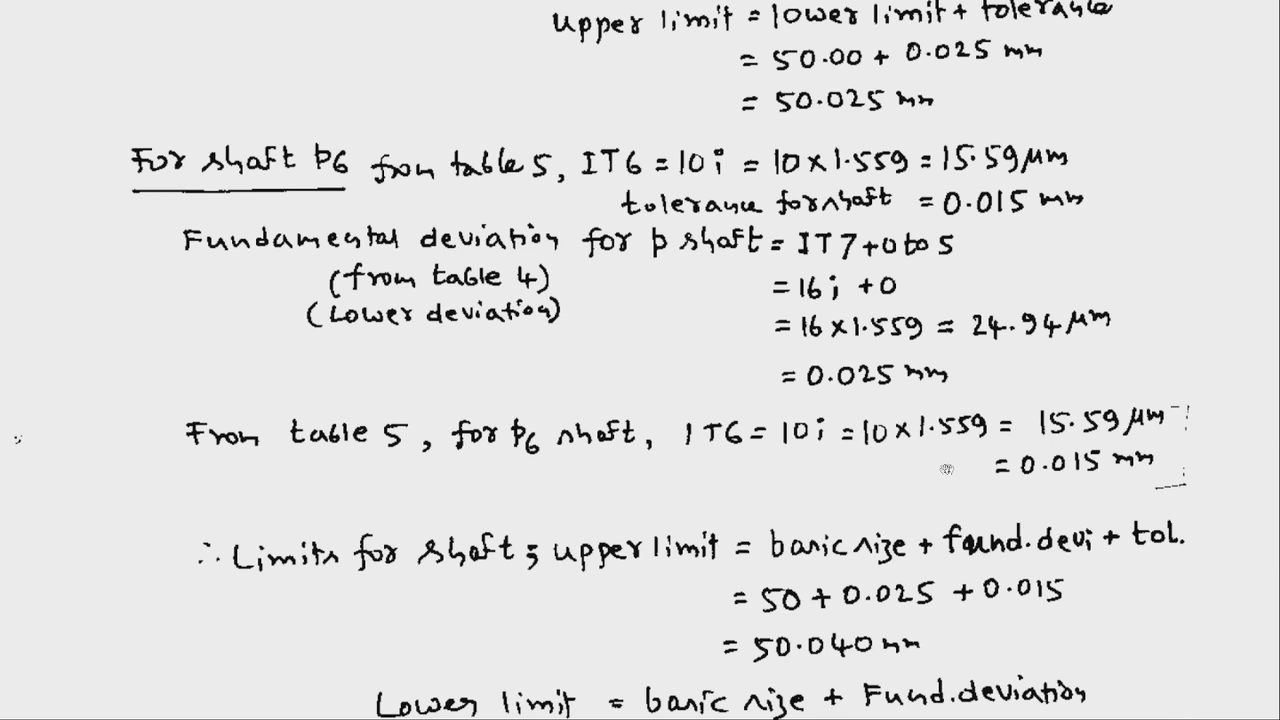 upper limit = lower limit + tolerance
= 50.00 + 0.025 mm
= 50.025 mm
For shaft p6 from table 5, IT6 = 10i = 10 x 1.559 = 15.59 μm
tolerance for shaft = 0.015 mm
Fundamental deviation for p shaft = IT7 + 0 to 5
(from table 4) = 16i + 0
(Lower deviation) = 16 x 1.559 = 24.94 μm
= 0.025 mm
From table 5, for p6 shaft, IT6 = 10i = 10 x 1.559 = 15.59 μm
= 0.015 mm
∴ Limits for shaft; upper limit = basic size + fund. devi + tol.
= 50 + 0.025 + 0.015
= 50.040 mm
Lower limit = basic size + Fund. deviation